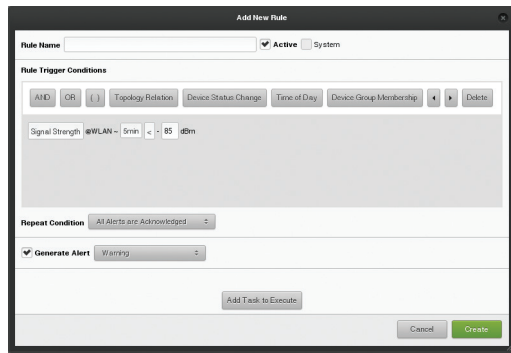 Add New Rule
Rule Name Active System
Rule Trigger Conditions
AND OR ( ) Topology Relation Device Status Change Time of Day Device Group Membership Delete
Signal Strength @WLAN ~ 5min < - 85 dBm
Repeat Condition All Alerts are Acknowledged
Generate Alert Warning
Add Task to Execute
Cancel Create